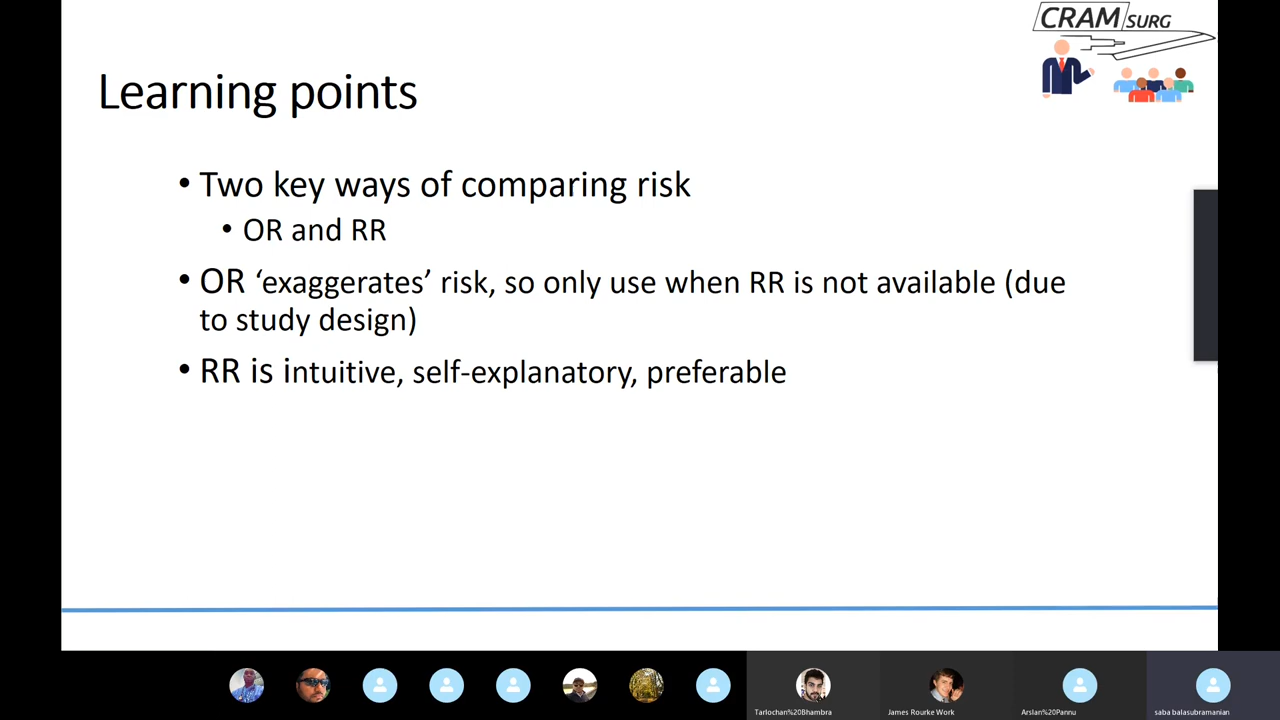 CRAM SURG
Learning points
• Two key ways of comparing risk
• OR and RR
• OR ‘exaggerates’ risk, so only use when RR is not available (due
to study design)
• RR is intuitive, self-explanatory, preferable
Tarlochan%20Bhambra
James Rourke Work
Arslan%20Pannu
saba balasubramanian